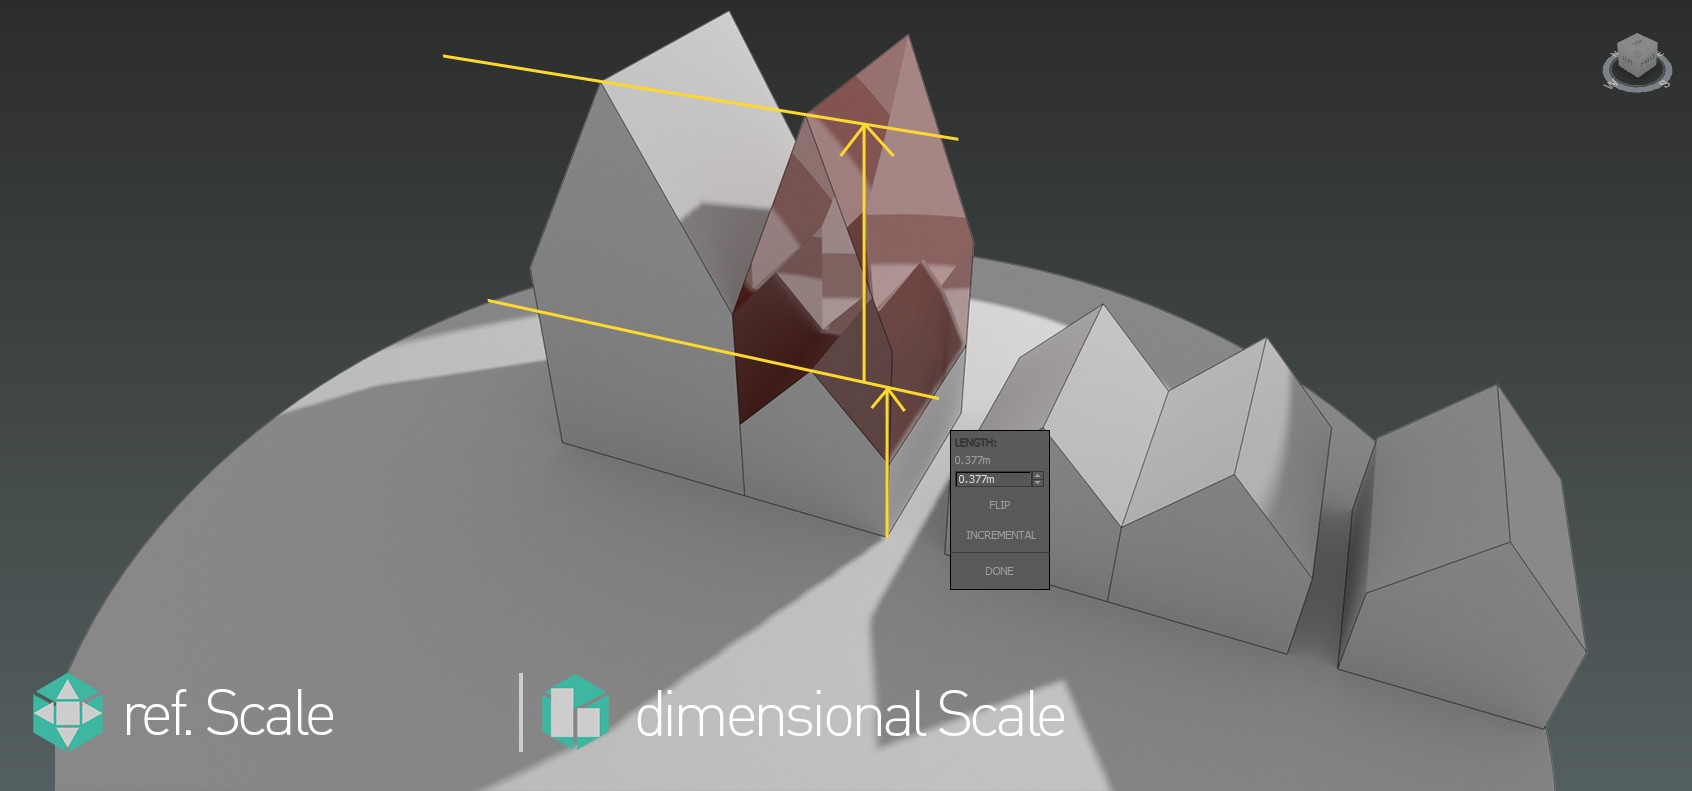 W
S
LENGTH:
0.377m
0.377m
FLIP
INCREMENTAL
DONE
ref. Scale
dimensional Scale